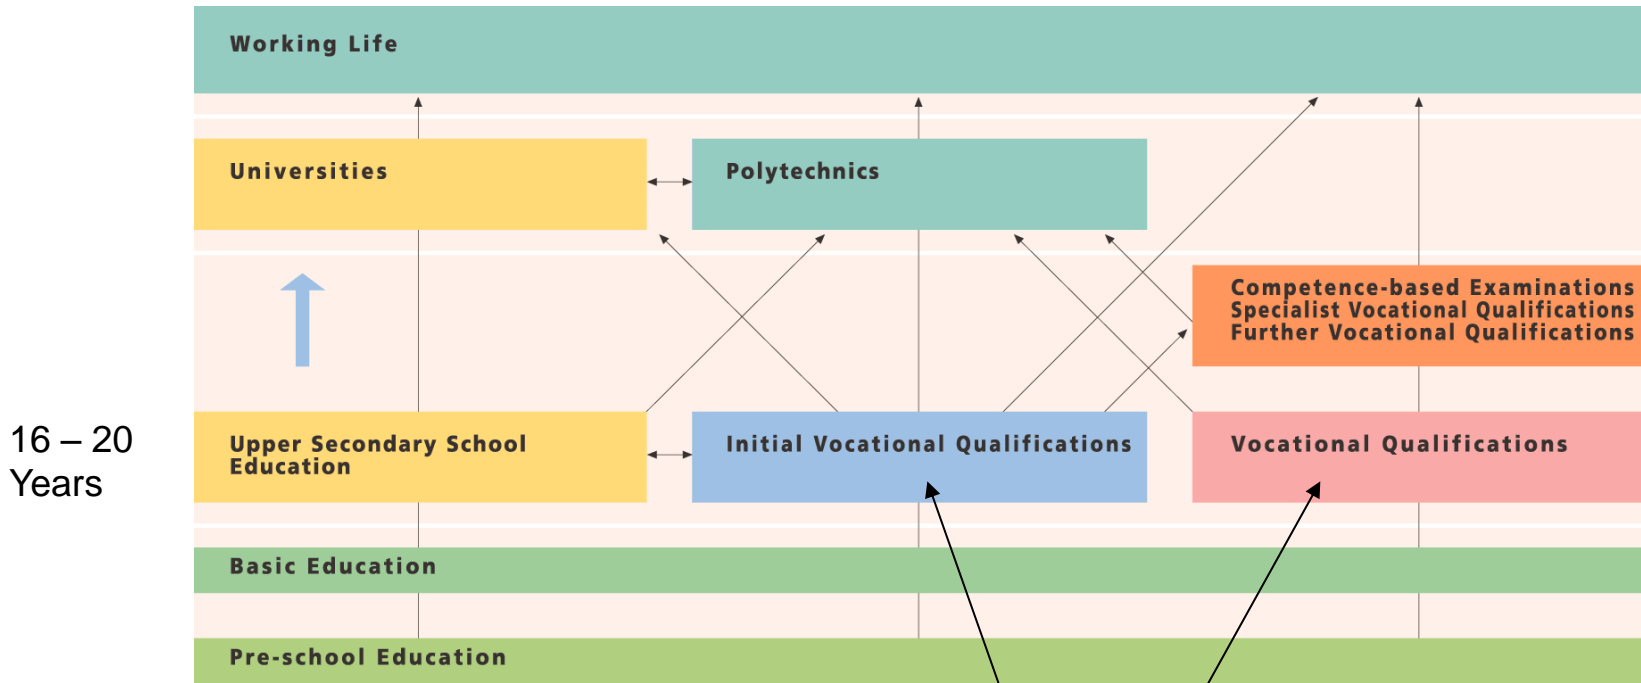 Working Life
Universities
Polytechnics
Competence-based Examinations
Specialist Vocational Qualifications
Further Vocational Qualifications
16 – 20
Years
Upper Secondary School
Education
Initial Vocational Qualifications
Vocational Qualifications
Basic Education
Pre-school Education